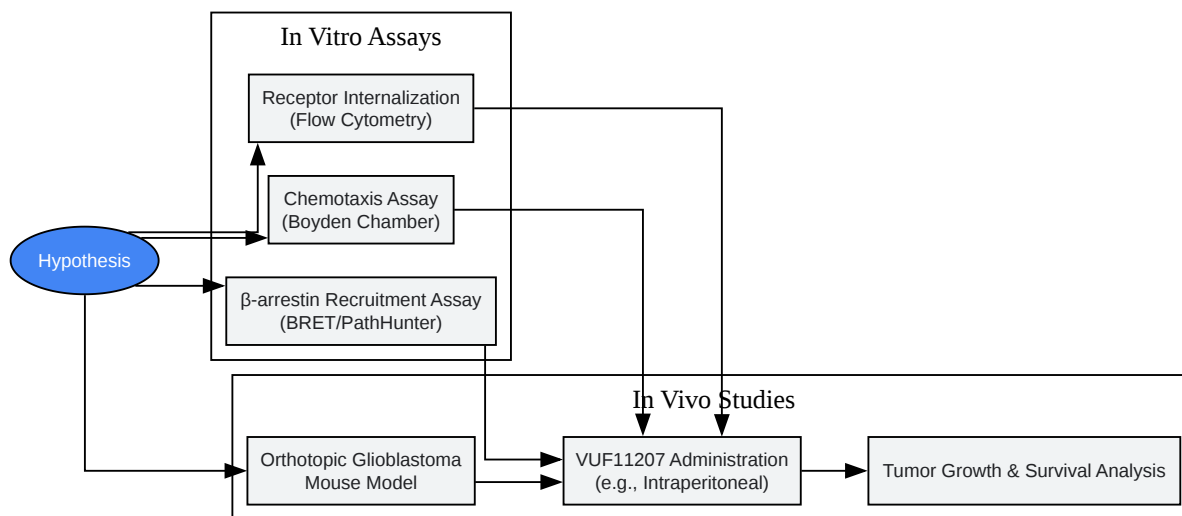 In Vitro Assays
Receptor Internalization
(Flow Cytometry)
Chemotaxis Assay
(Boyden Chamber)
Hypothesis
β-arrestin Recruitment Assay
(BRET/PathHunter)
In Vivo Studies
Orthotopic Glioblastoma
Mouse Model
VUF11207 Administration
(e.g., Intraperitoneal)
Tumor Growth & Survival Analysis